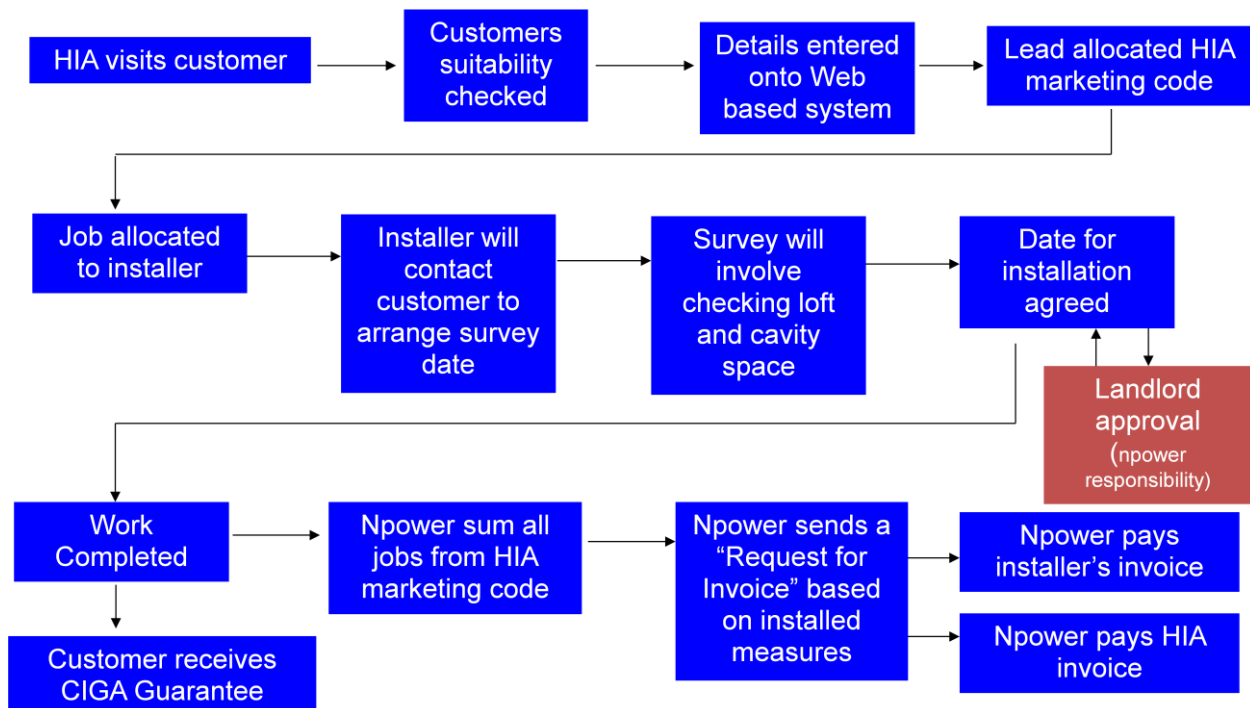 HIA visits customer
Customers
suitability
checked
Details entered
onto Web
based system
Lead allocated HIA
marketing code
Job allocated
to installer
Installer will
contact
customer to
arrange survey
date
Survey will
involve
checking loft
and cavity
space
Date for
installation
agreed
Landlord
approval
(npower
responsibility)
Work
Completed
Npower sum all
jobs from HIA
marketing code
Npower sends a
“Request for
Invoice” based
on installed
measures
Npower pays
installer’s invoice
Npower pays HIA
invoice
Customer receives
CIGA Guarantee